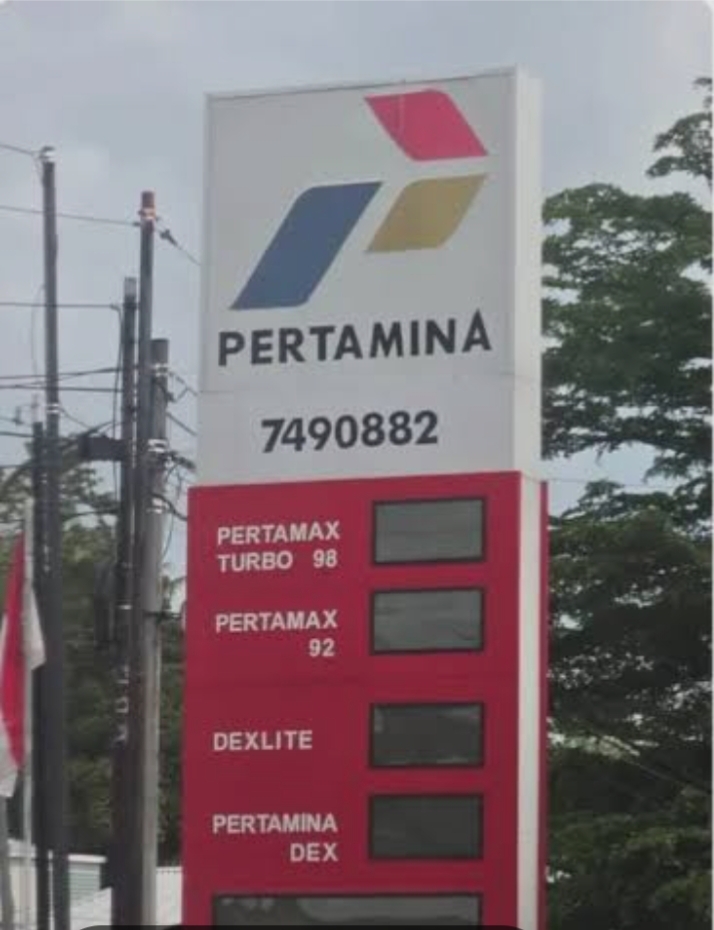 PERTAMINA
7490882
PERTAMAX
TURBO 98
PERTAMAX
92
DEXLITE
PERTAMINA
DEX